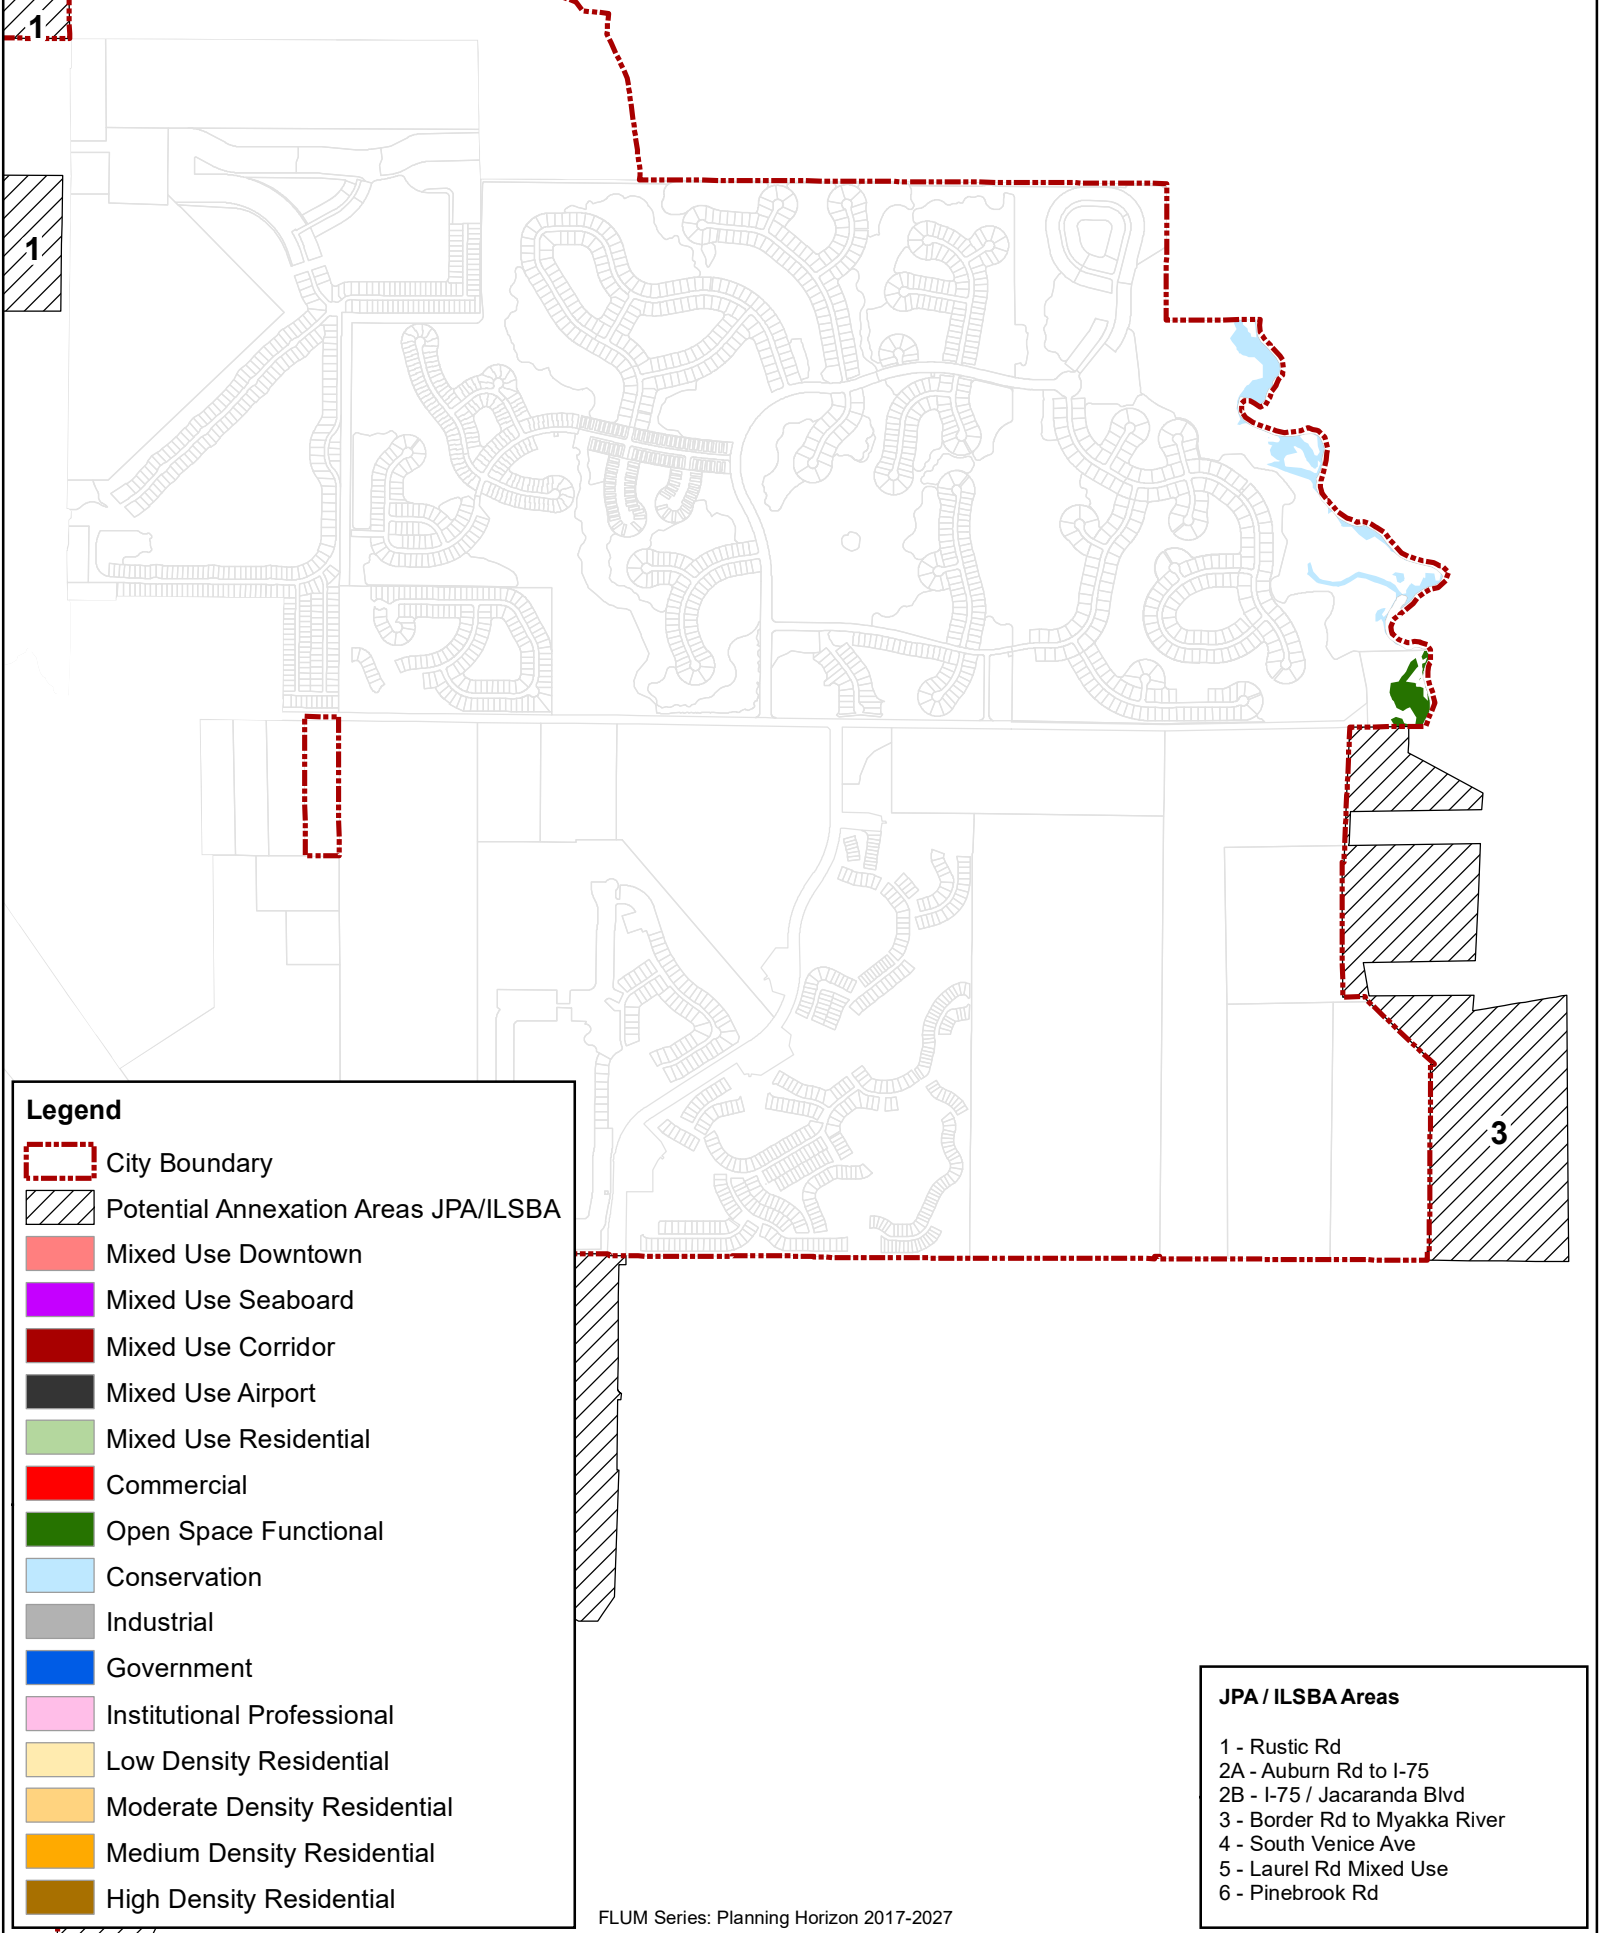 1
1
3
Legend
City Boundary
Potential Annexation Areas JPA/ILSBA
Mixed Use Downtown
Mixed Use Seaboard
Mixed Use Corridor
Mixed Use Airport
Mixed Use Residential
Commercial
Open Space Functional
Conservation
Industrial
Government
Institutional Professional
Low Density Residential
Moderate Density Residential
Medium Density Residential
High Density Residential
FLUM Series: Planning Horizon 2017-2027
JPA / ILSBA Areas
1 - Rustic Rd
2A - Auburn Rd to I-75
2B - I-75 / Jacaranda Blvd
3 - Border Rd to Myakka River
4 - South Venice Ave
5 - Laurel Rd Mixed Use
6 - Pinebrook Rd